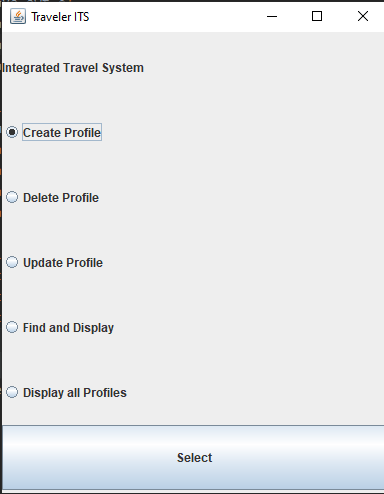 Traveler ITS
Integrated Travel System
Create Profile
Delete Profile
Update Profile
Find and Display
Display all Profiles
Select